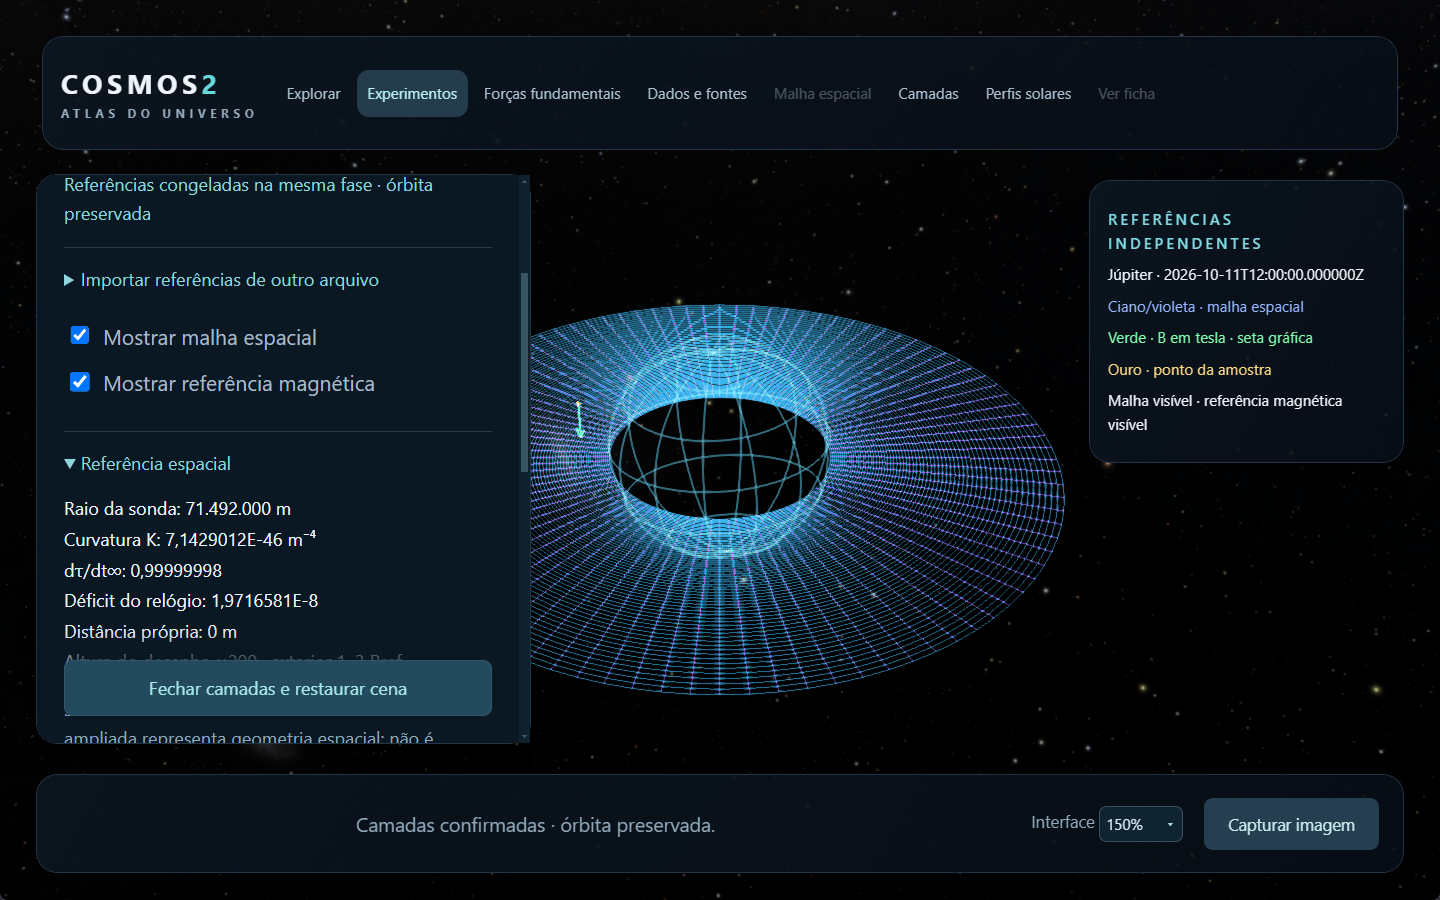 COSMOS2
ATLAS DO UNIVERSO
Explorar
Experimentos
Forças fundamentais
Dados e fontes
Malha espacial
Camadas
Perfis solares
Ver ficha
Referências congeladas na mesma fase · órbita
preservada
Importar referências de outro arquivo
Mostrar malha espacial
Mostrar referência magnética
Referência espacial
Raio da sonda: 71.492.000 m
Curvatura K: 7,1429012E-46 m⁻⁴
dτ/dt∞: 0,99999998
Déficit do relógio: 1,9716581E-8
Distância própria: 0 m
Fechar camadas e restaurar cena
ampliada representa geometria espacial; não é
REFERÊNCIAS
INDEPENDENTES
Júpiter · 2026-10-11T12:00:00.000000Z
Ciano/violeta · malha espacial
Verde · B em tesla · seta gráfica
Ouro · ponto da amostra
Malha visível · referência magnética
visível
Camadas confirmadas · órbita preservada.
Interface
150%
Capturar imagem